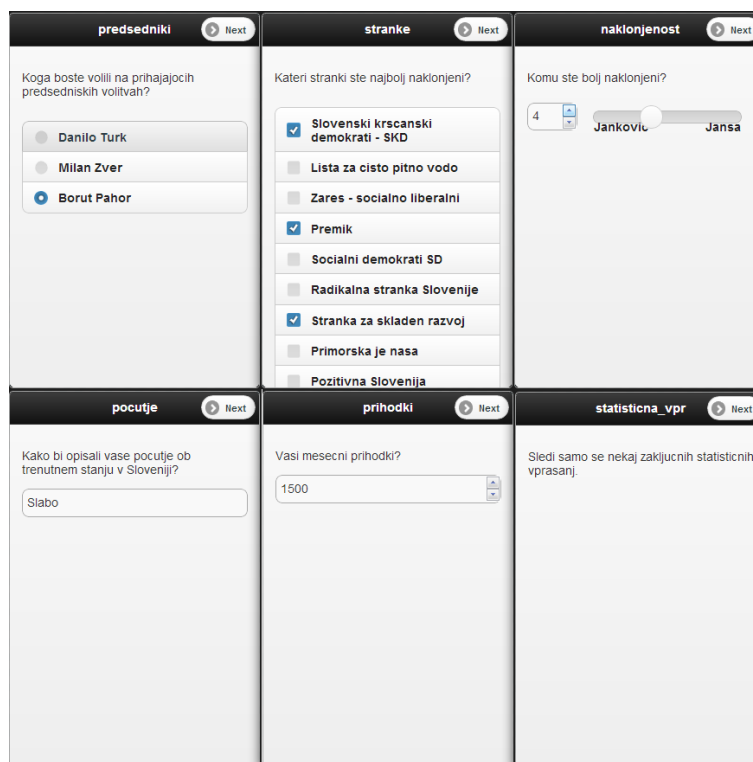 predsedniki
Next
Koga boste volili na prihajajocih
predsedniskih volitvah?
Danilo Turk
Milan Zver
Borut Pahor
stranke
Next
Kateri stranki ste najbolj naklonjeni?
Slovenski krscanski
demokrati - SKD
Lista za cisto pitno vodo
Zares - socialno liberalni
Premik
Socialni demokrati SD
Radikalna stranka Slovenije
Stranka za skladen razvoj
Primorska je nasa
Pozitivna Slovenija
naklonjenost
Next
Komu ste bolj naklonjeni?
4
Jankovic
Jansa
pocutje
Next
Kako bi opisali vase pocutje ob
trenutnem stanju v Sloveniji?
Slabo
prihodki
Next
Vasi mesecni prihodki?
1500
statisticna_vpr
Next
Sledi samo se nekaj zakljucnih statisticnih
vprasanj.